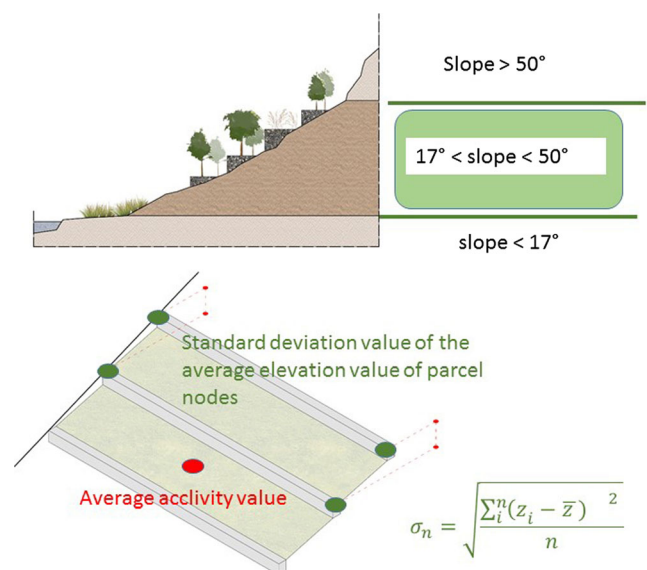 Slope > 50°
17° < slope < 50°
slope < 17°
Standard deviation value of the
average elevation value of parcel
nodes
Average acclivity value
σₙ = √(∑ᵢⁿ(zᵢ − z̅)²/n)